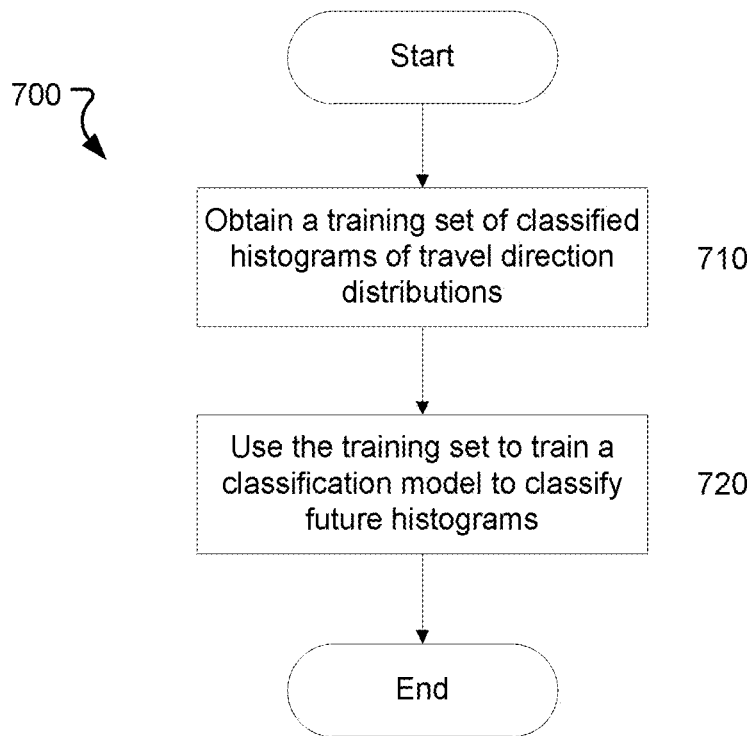 Start
700
Obtain a training set of classified
histograms of travel direction
distributions
710
Use the training set to train a
classification model to classify
future histograms
720
End